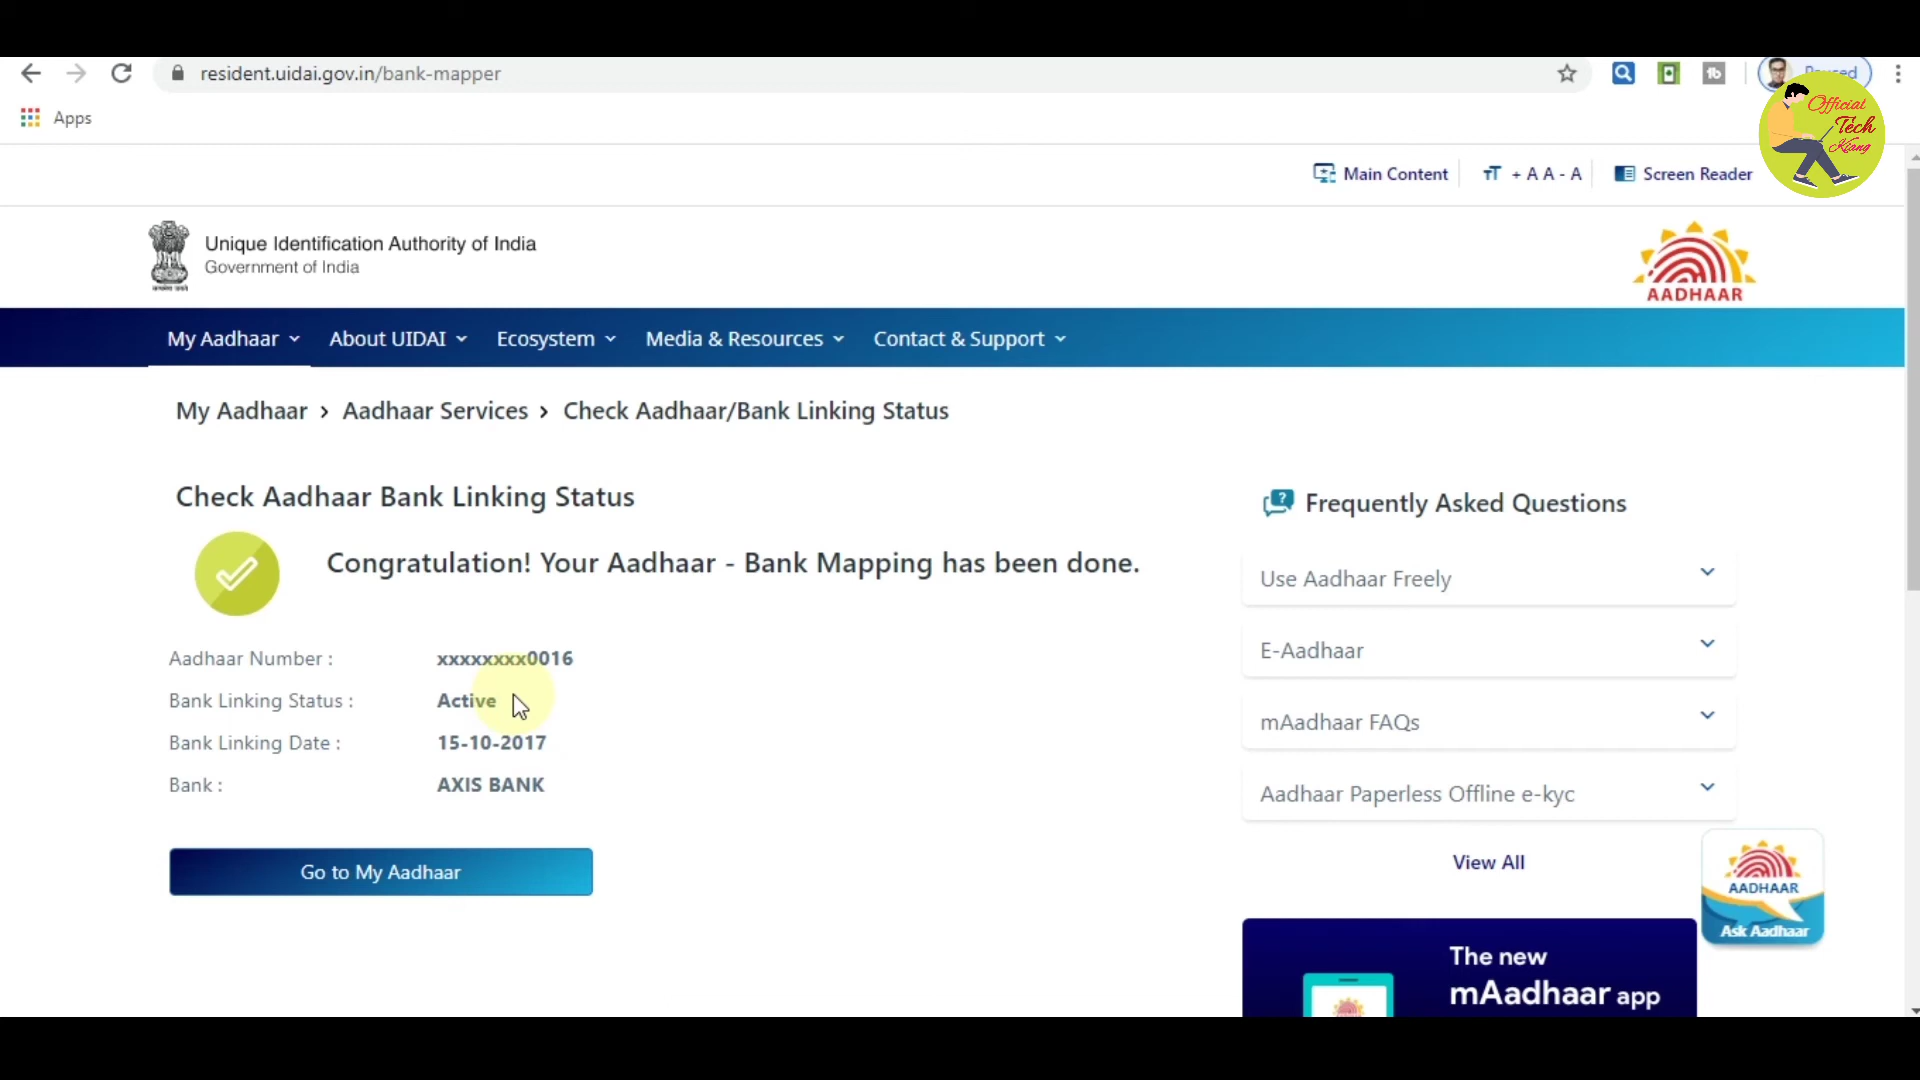 resident.uidai.gov.in/bank-mapper
Paused
Apps
Official
Tech
Main Content
+ A A - A
Screen Reader
Unique Identification Authority of India
Government of India
AADHAAR
My Aadhaar
About UIDAI
Ecosystem
Media & Resources
Contact & Support
My Aadhaar › Aadhaar Services › Check Aadhaar/Bank Linking Status
Check Aadhaar Bank Linking Status
Congratulation! Your Aadhaar - Bank Mapping has been done.
Aadhaar Number : xxxxxxxx0016
Bank Linking Status : Active
Bank Linking Date : 15-10-2017
Bank : AXIS BANK
Go to My Aadhaar
Frequently Asked Questions
Use Aadhaar Freely
E-Aadhaar
mAadhaar FAQs
Aadhaar Paperless Offline e-kyc
View All
AADHAAR
Ask Aadhaar
The new
mAadhaar app